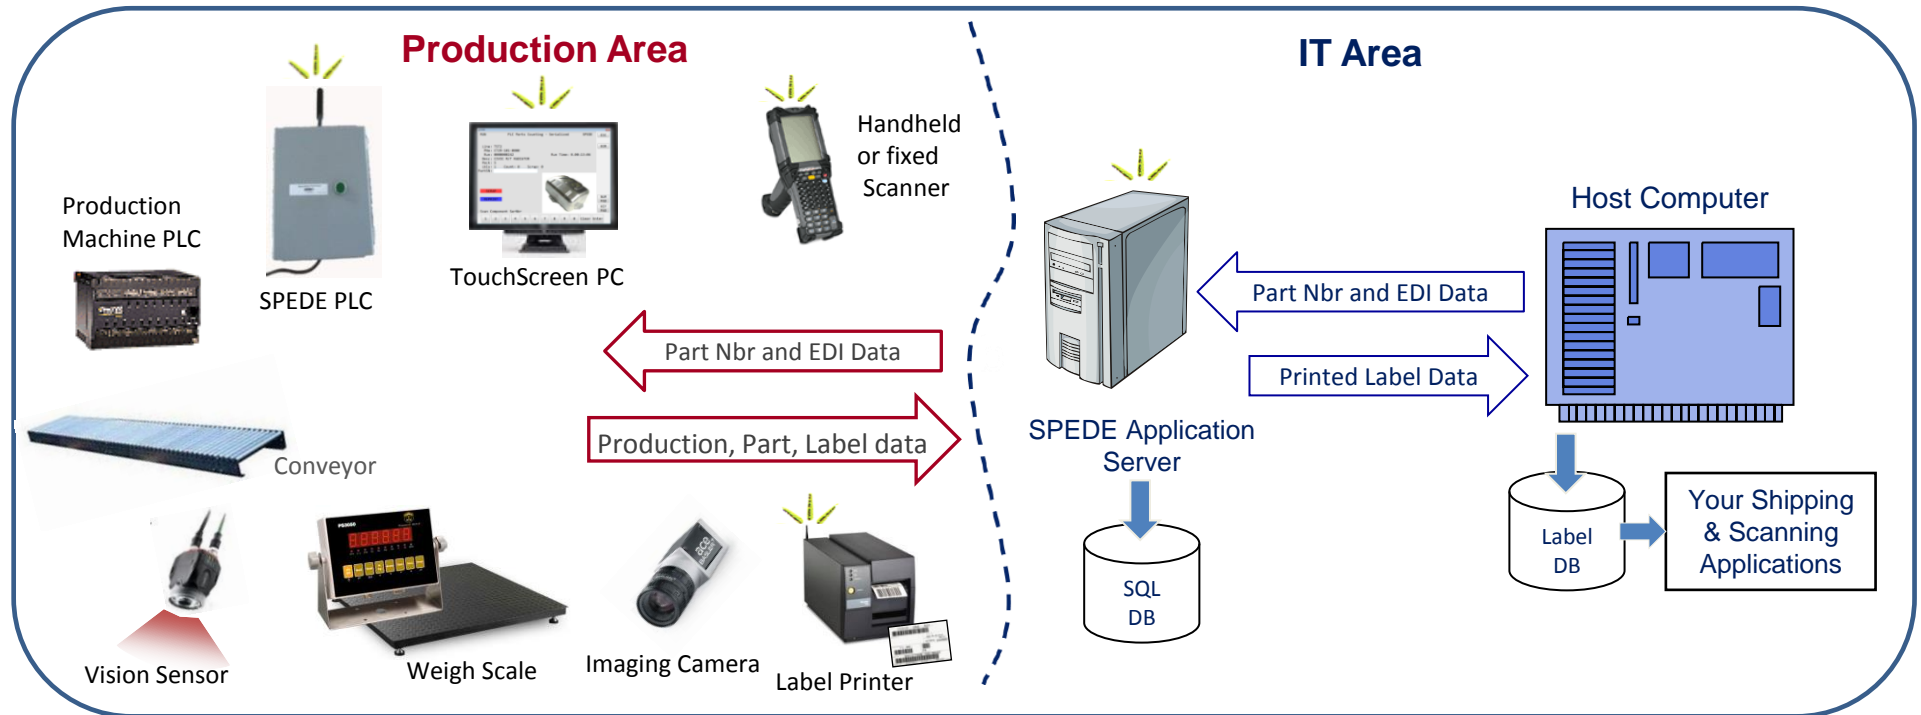 Production Area
IT Area
Handheld
or fixed
Scanner
Production
Machine PLC
SPEDE PLC
TouchScreen PC
Host Computer
Part Nbr and EDI Data
Printed Label Data
Part Nbr and EDI Data
Production, Part, Label data
Conveyor
SPEDE Application
Server
SQL
DB
Label
DB
Your Shipping
& Scanning
Applications
Vision Sensor
Weigh Scale
ace
Imaging Camera
Label Printer